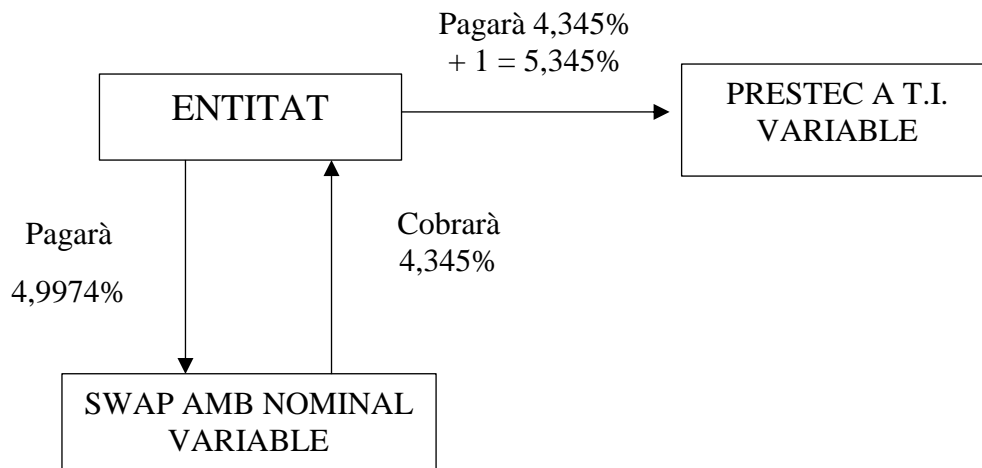 Pagarà 4,345%
+ 1 = 5,345%
ENTITAT
PRESTEC A T.I.
VARIABLE
Pagarà
4,9974%
Cobrarà
4,345%
SWAP AMB NOMINAL
VARIABLE